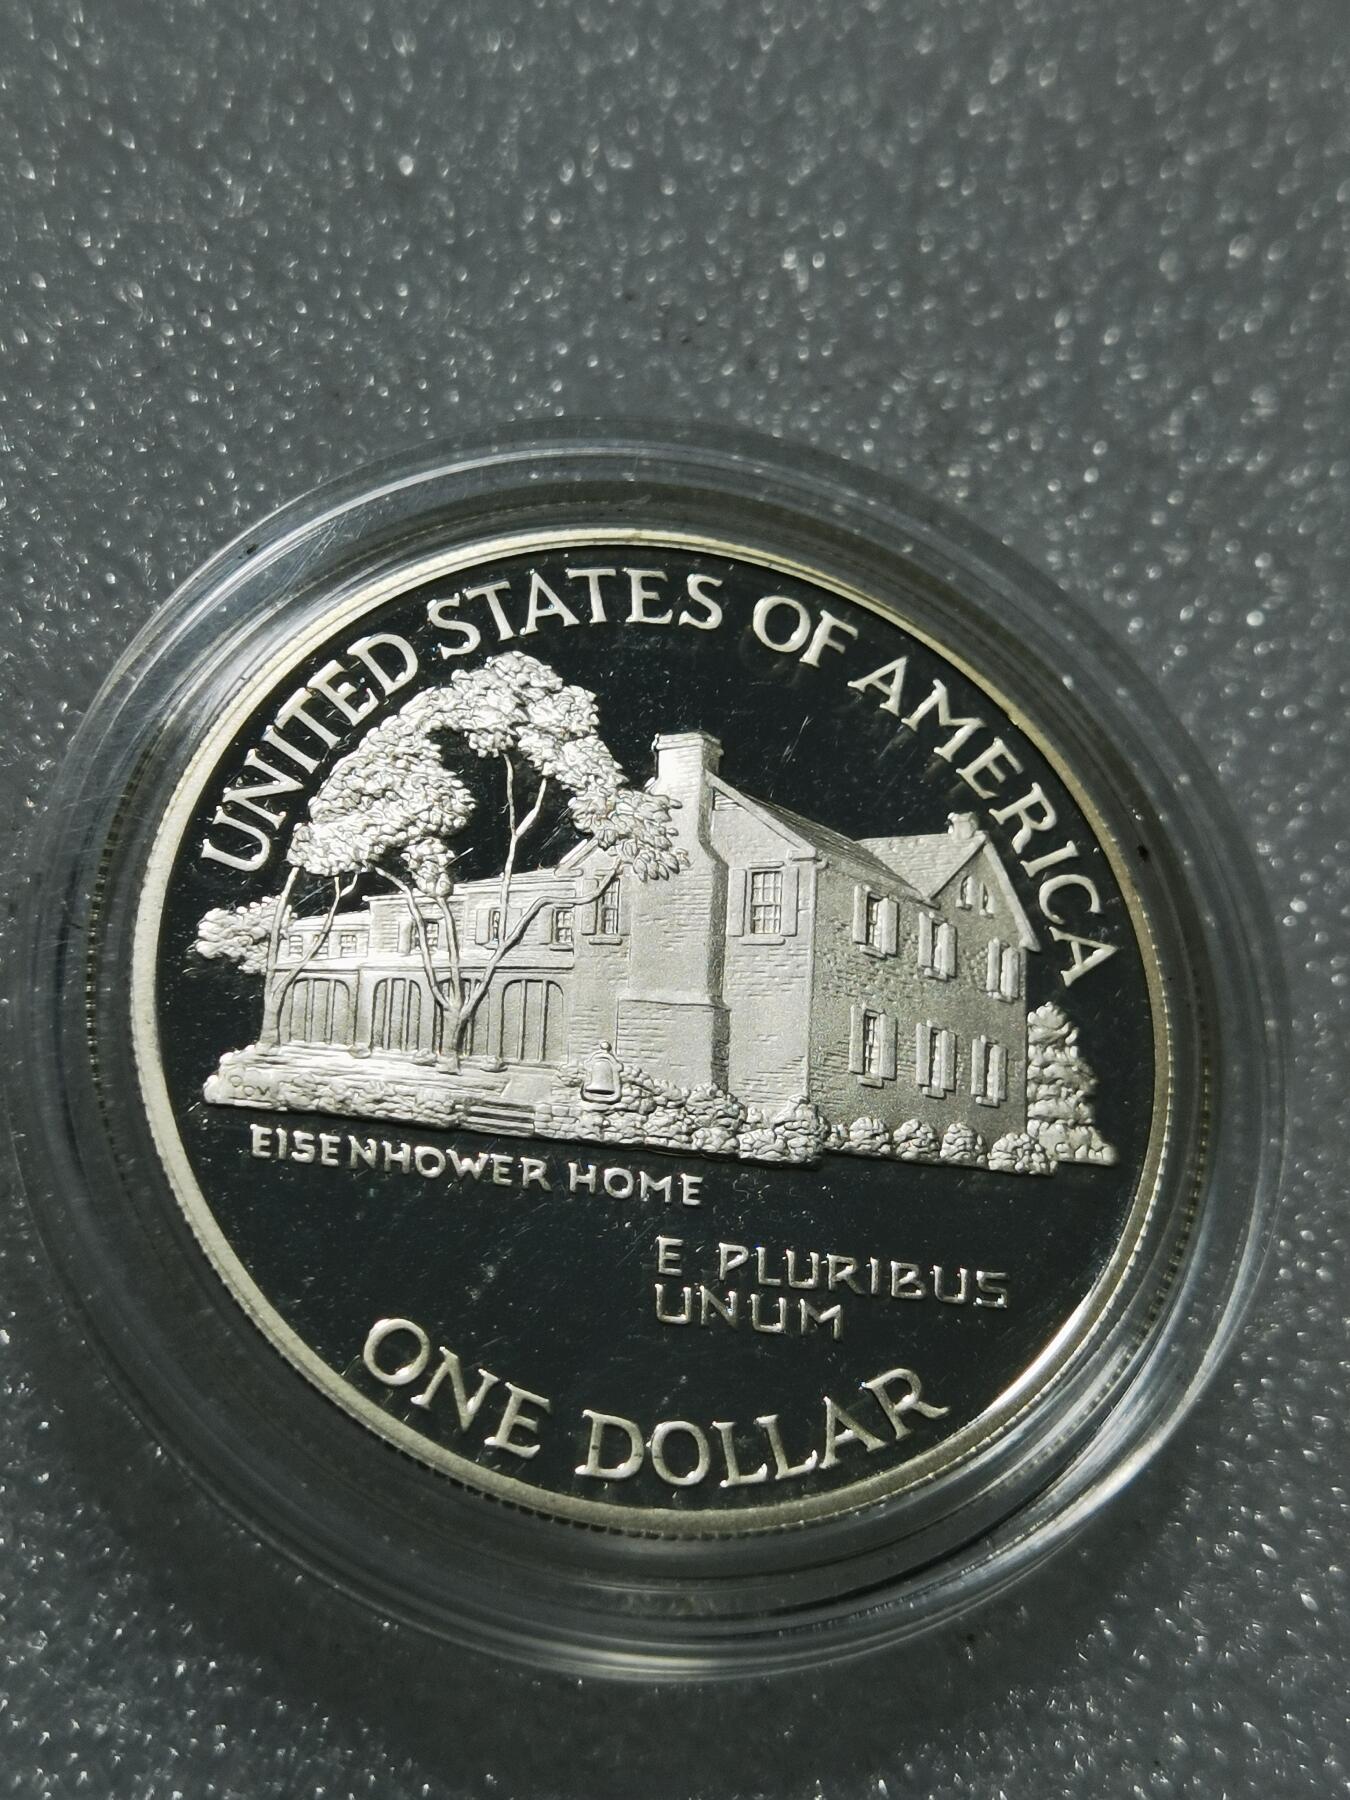 UNITED STATES OF AMERICA
EISENHOWER HOME
E PLURIBUS
UNUM
ONE DOLLAR